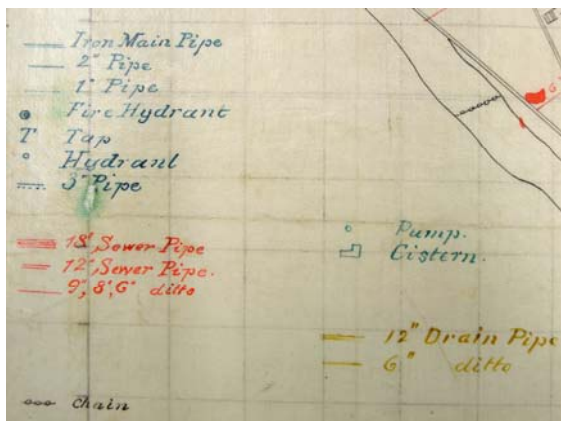 Iron Main Pipe
2" Pipe
1" Pipe
Fire Hydrant
T Tap
Hydrant
3" Pipe
18", Sewer Pipe
12", Sewer Pipe.
9", 8", 6" ditto
Pump.
Cistern.
12" Drain Pipe
6" ditto
Chain